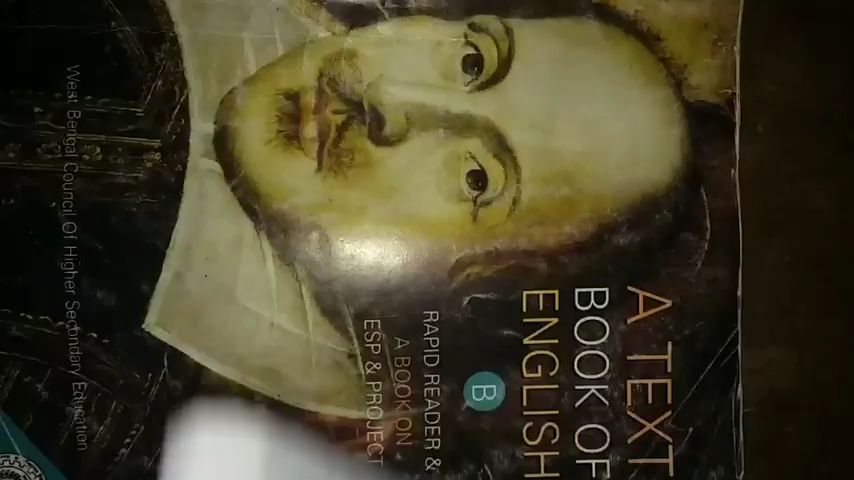 A TEXT
BOOK OF
ENGLISH
B
RAPID READER &
A BOOK ON
ESP & PROJECT
West Bengal Council Of Higher Secondary Education